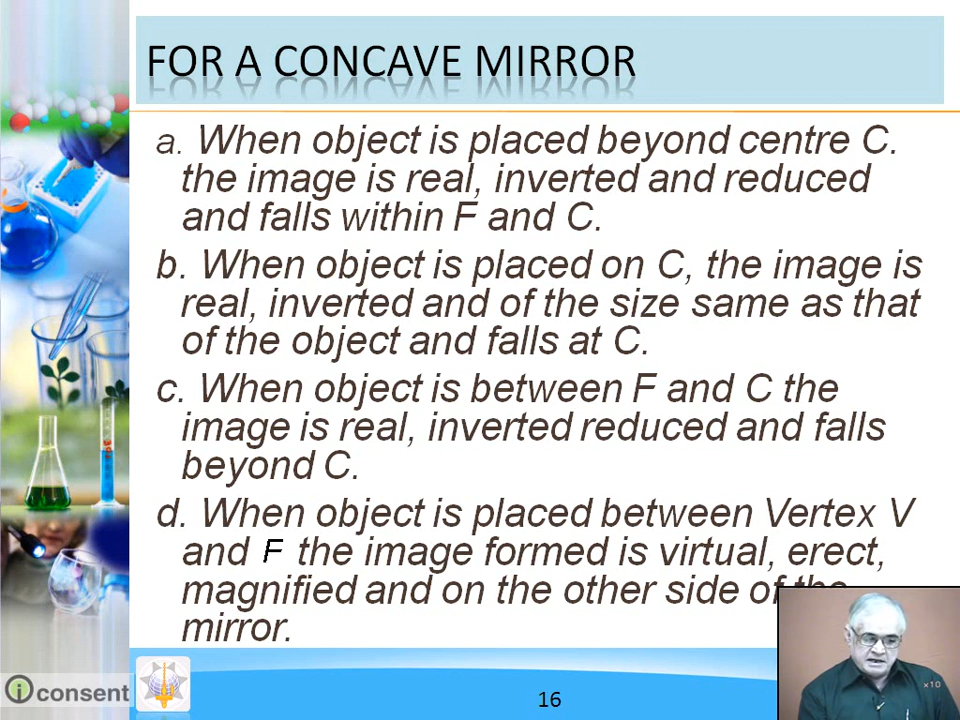 FOR A CONCAVE MIRROR
a. When object is placed beyond centre C.
the image is real, inverted and reduced
and falls within F and C.
b. When object is placed on C, the image is
real, inverted and of the size same as that
of the object and falls at C.
c. When object is between F and C the
image is real, inverted reduced and falls
beyond C.
d. When object is placed between Vertex V
and F the image formed is virtual, erect,
magnified and on the other side of the
mirror.
×10
i consent
16